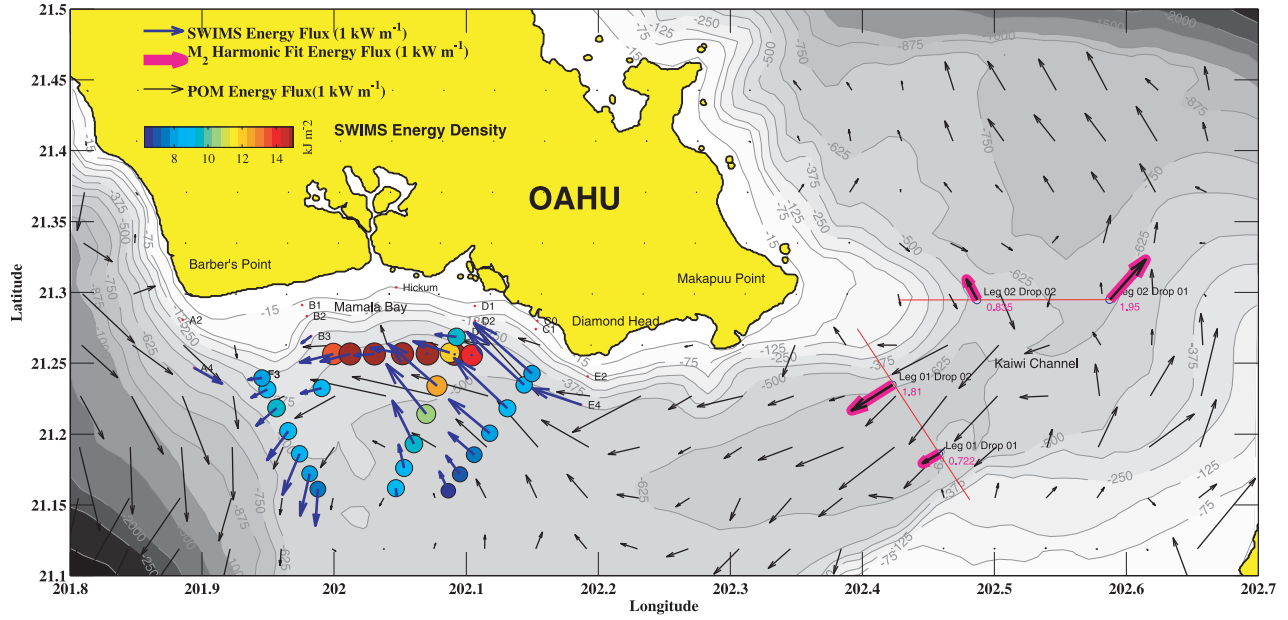 SWIMS Energy Flux (1 kW m-1)
M2 Harmonic Fit Energy Flux (1 kW m-1)
POM Energy Flux(1 kW m-1)
SWIMS Energy Density
kJ m-2
8 10 12 14
OAHU
Barber's Point
Makapuu Point
Hickum
Mamala Bay
Diamond Head
Kaiwi Channel
A2
A4
B1
B2
B3
F3
D1
D2
C0
C1
E2
E4
Leg 02 Drop 02
0.835
Leg 02 Drop 01
1.95
Leg 01 Drop 02
1.81
Leg 01 Drop 01
0.722
-15
-75
-125
-250
-375
-500
-625
-750
-875
-1000
-1500
-2000
Latitude
21.5
21.45
21.4
21.35
21.3
21.25
21.2
21.15
21.1
201.8 201.9 202 202.1 202.2 202.3 202.4 202.5 202.6 202.7
Longitude